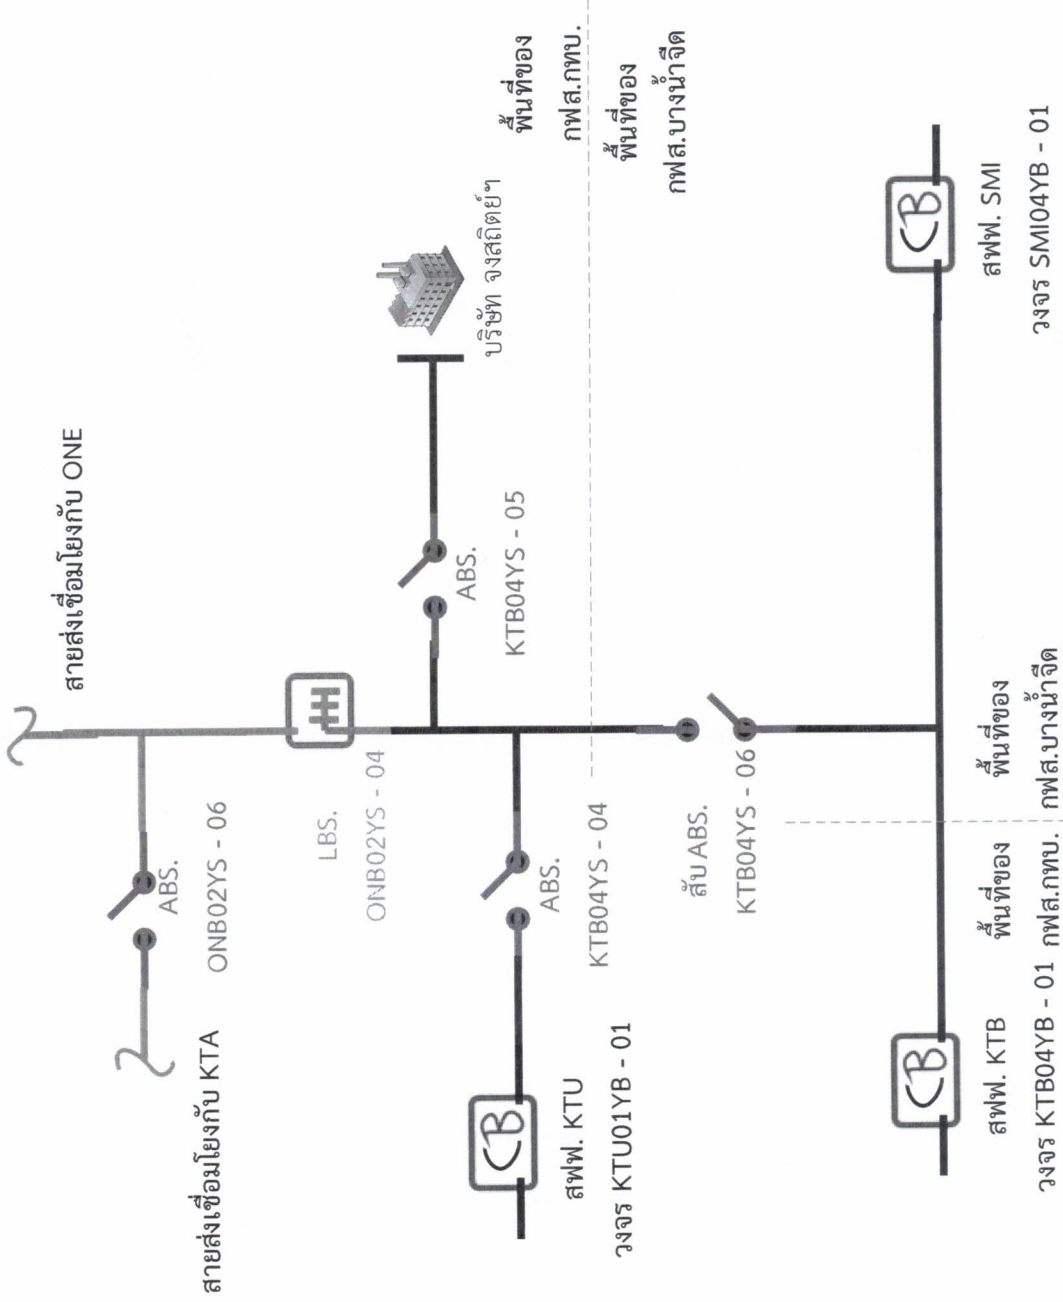 สายส่งเชื่อมโยงกับ ONE
สายส่งเชื่อมโยงกับ KTA
ABS.
ONB02YS - 06
LBS.
ONB02YS - 04
ABS.
KTB04YS - 05
บริษัท จงสถิตย์ฯ
พื้นที่ของ
กฟส.กทบ.
พื้นที่ของ
กฟส.บางน้ำจืด
CB
สฟฟ. KTU
วงจร KTU01YB - 01
ABS.
KTB04YS - 04
สับ ABS.
KTB04YS - 06
CB
สฟฟ. KTB
วงจร KTB04YB - 01
พื้นที่ของ
กฟส.กทบ.
พื้นที่ของ
กฟส.บางน้ำจืด
CB
สฟฟ. SMI
วงจร SMI04YB - 01